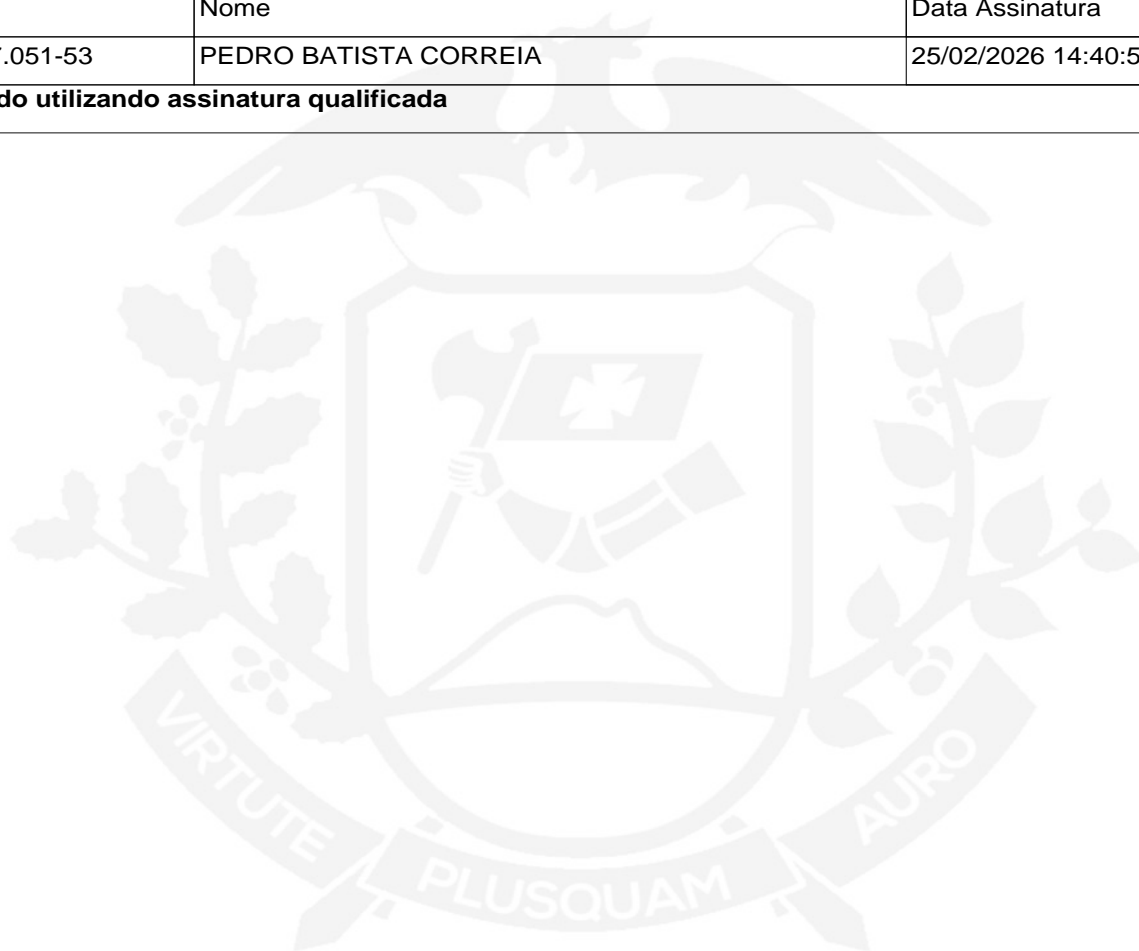 Nome Data Assinatura
7.051-53 PEDRO BATISTA CORREIA 25/02/2026 14:40:5
do utilizando assinatura qualificada
VIRTUTE PLUSQUAM AURO